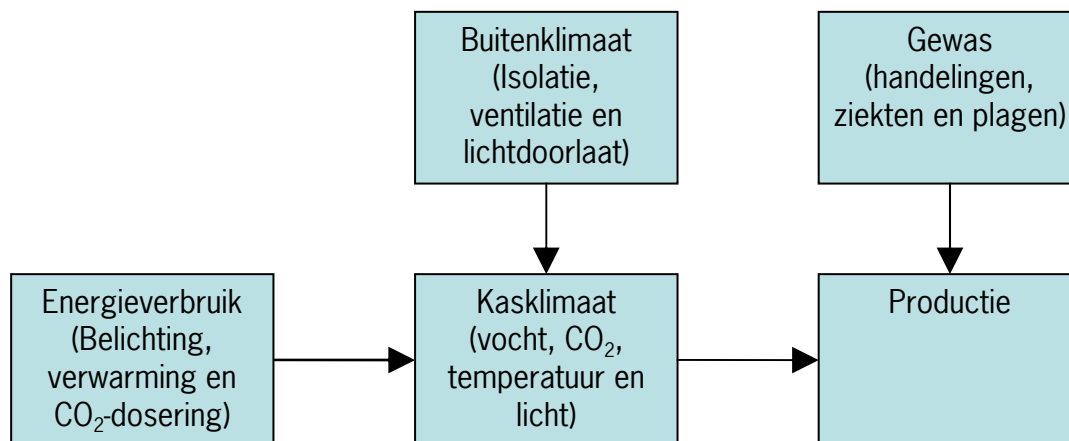 Buitenklimaat
(Isolatie,
ventilatie en
lichtdoorlaat)
Gewas
(handelingen,
ziekten en plagen)
Energieverbruik
(Belichting,
verwarming en
CO₂-dosering)
Kasklimaat
(vocht, CO₂,
temperatuur en
licht)
Productie